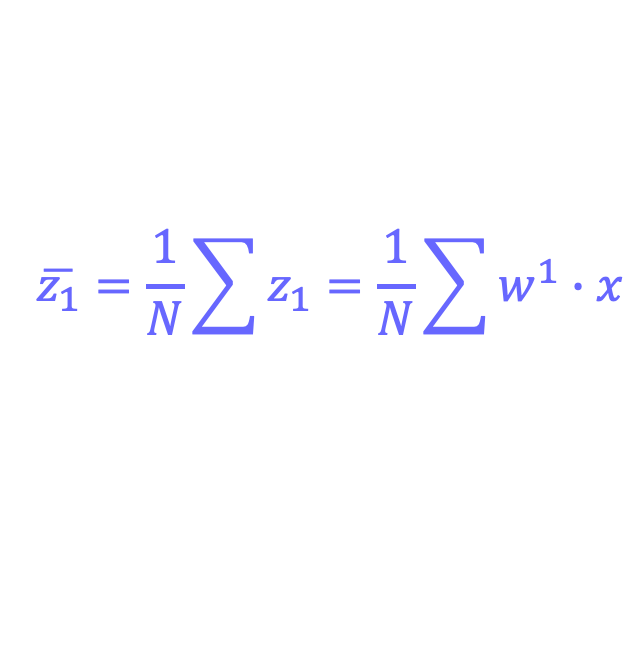 z̄₁ = 1/N ∑ z₁ = 1/N ∑ w¹ · x